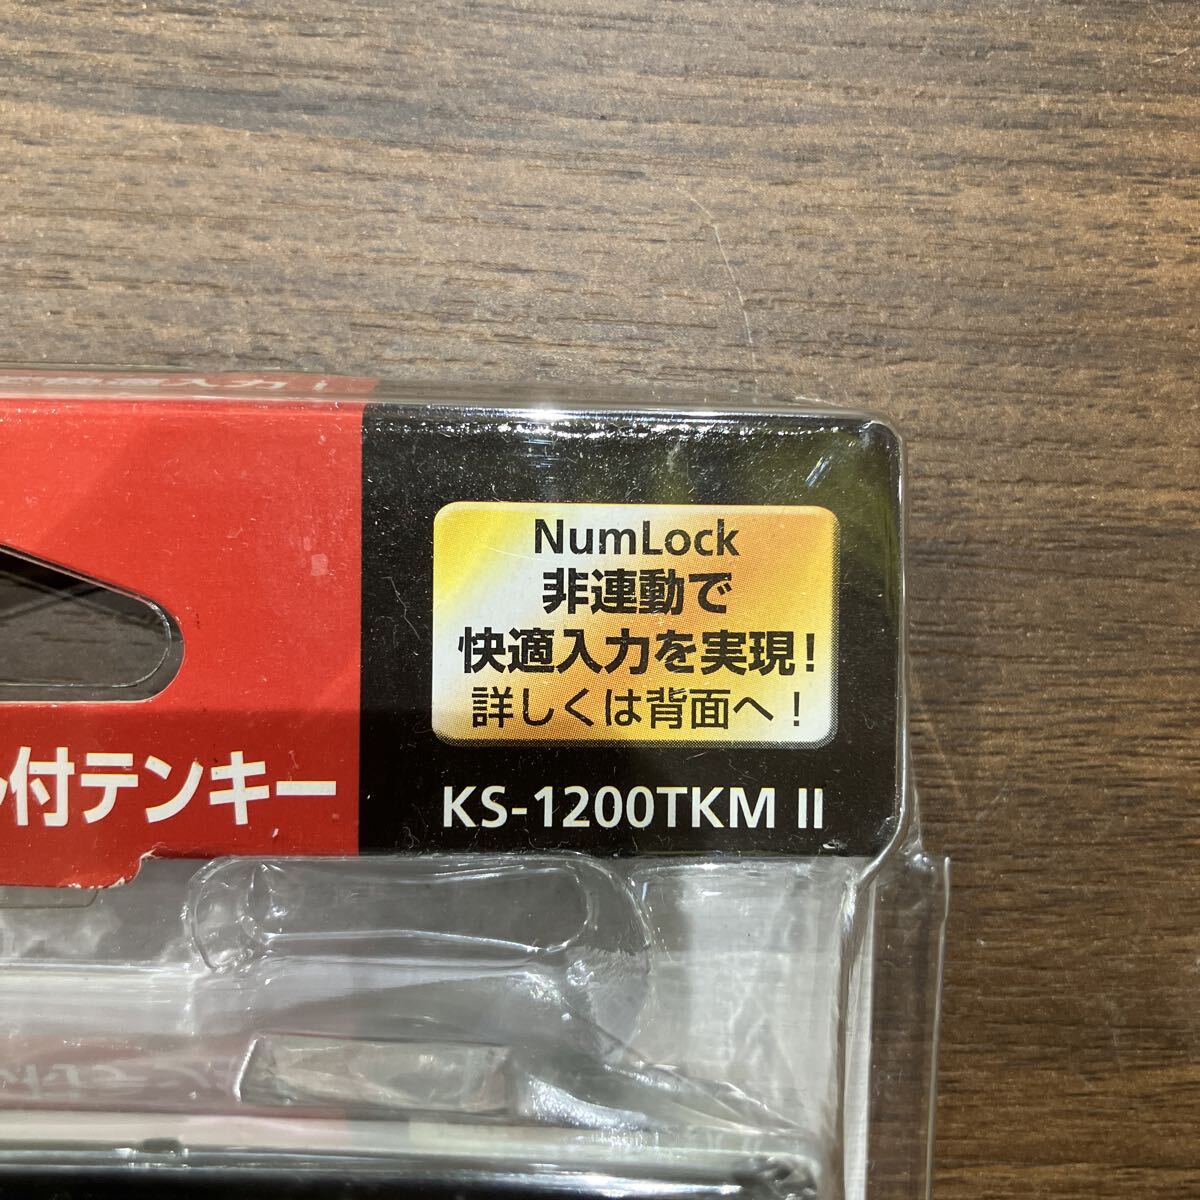 NumLock
非連動で
快適入力を実現!
詳しくは背面へ!
付テンキー
KS-1200TKM II